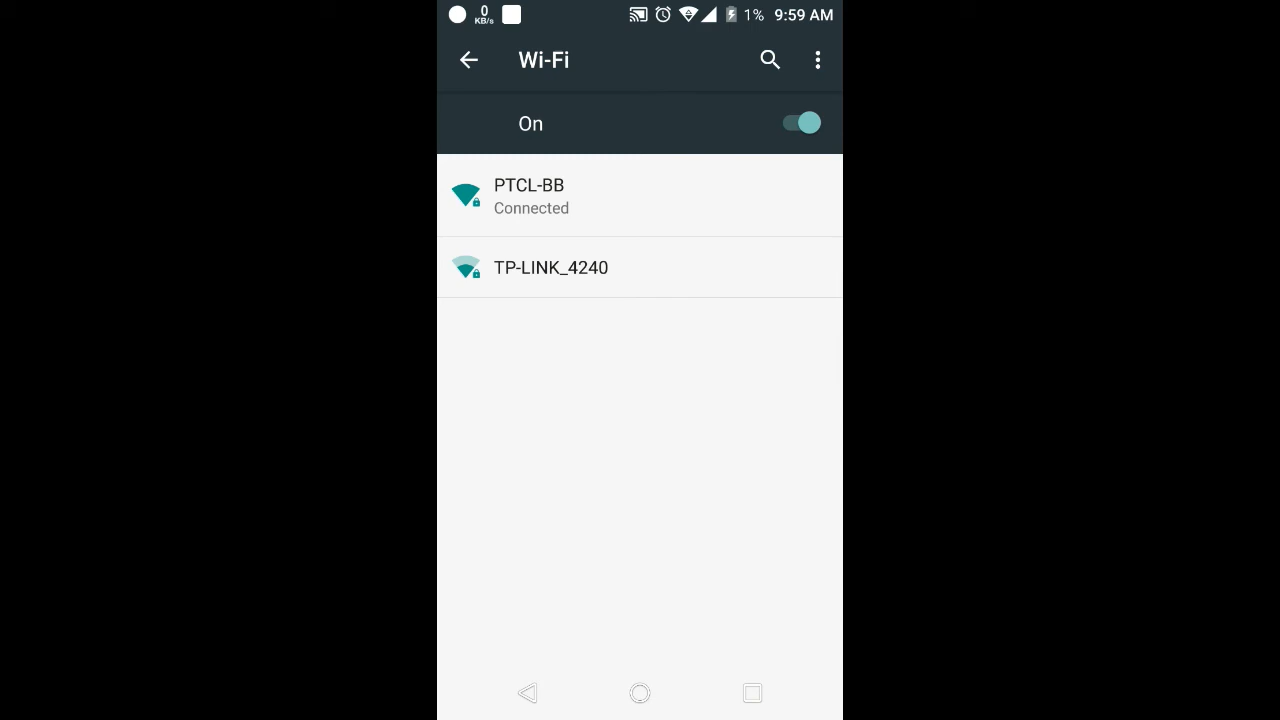 0
KB/s
1%
9:59 AM
Wi-Fi
On
PTCL-BB
Connected
TP-LINK_4240